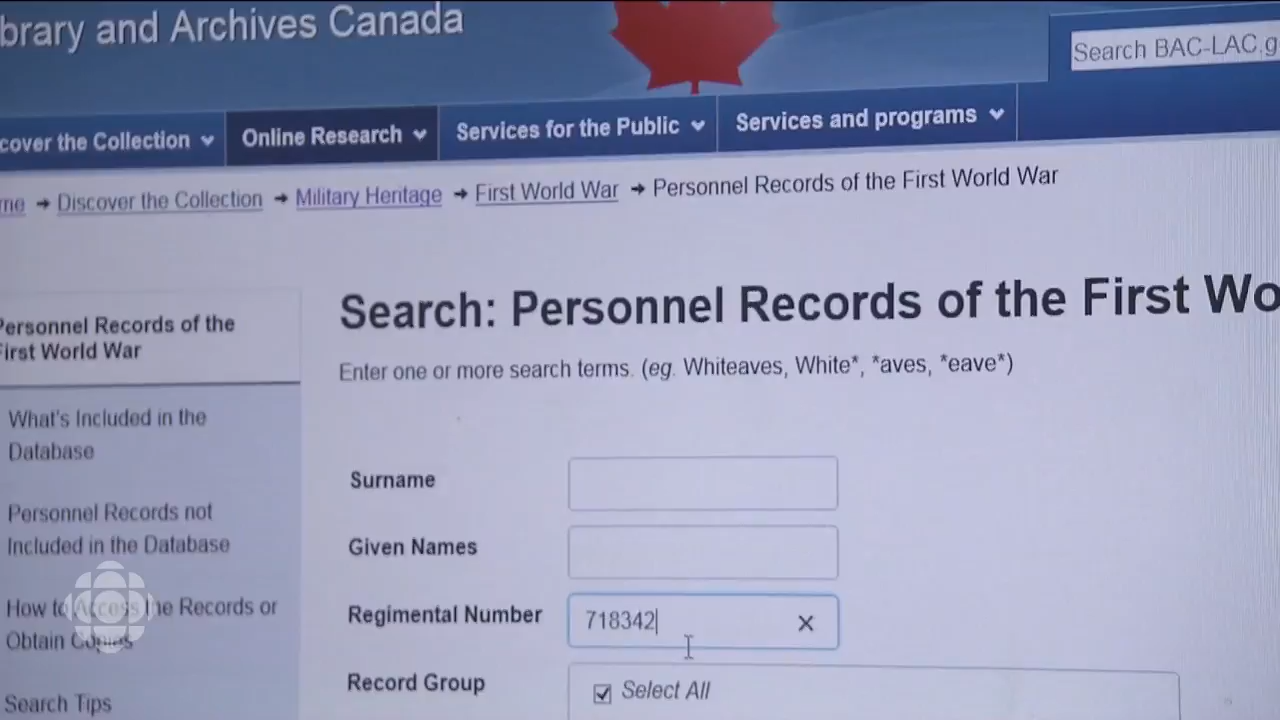 brary and Archives Canada
Search BAC-LAC.g
cover the Collection
Online Research
Services for the Public
Services and programs
me → Discover the Collection → Military Heritage → First World War → Personnel Records of the First World War
Search: Personnel Records of the First Wo
Personnel Records of the
First World War
Enter one or more search terms. (eg. Whiteaves, White*, *aves, *eave*)
What's Included in the
Database
Surname
Personnel Records not
Included in the Database
Given Names
How to Access the Records or
Obtain Copies
Regimental Number
718342
Record Group
Select All
Search Tips